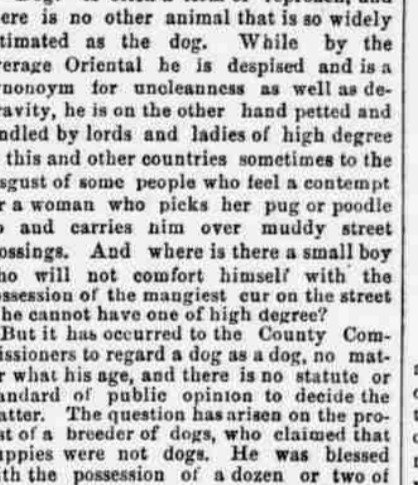 ere is no other animal that is so widely
timated as the dog. While by the
verage Oriental he is despised and is a
nonoym for uncleanness as well as de-
ravity, he is on the other hand petted and
ndled by lords and ladies of high degree
this and other countries sometimes to the
sgust of some people who feel a contempt
r a woman who picks her pug or poodle
and carries him over muddy street
ossings. And where is there a small boy
ho will not comfort himself with the
ssession of the mangiest cur on the street
he cannot have one of high degree?
But it has occurred to the County Com-
issioners to regard a dog as a dog, no mat-
r what his age, and there is no statute or
andard of public opinion to decide the
atter. The question has arisen on the pro-
st of a breeder of dogs, who claimed that
uppies were not dogs. He was blessed
ith the possession of a dozen or two of